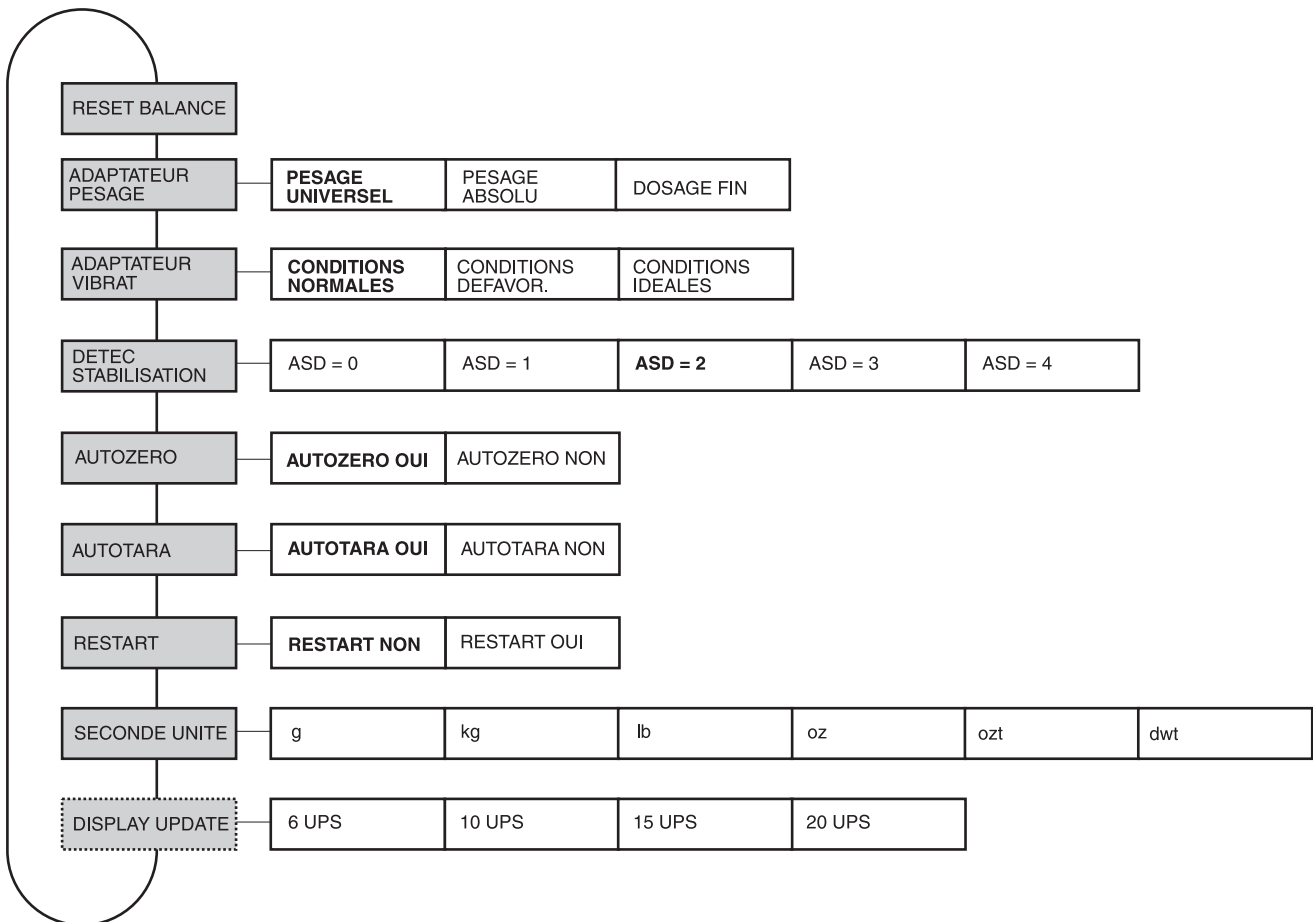 RESET BALANCE
ADAPTATEUR
PESAGE
PESAGE
UNIVERSEL
PESAGE
ABSOLU
DOSAGE FIN
ADAPTATEUR
VIBRAT
CONDITIONS
NORMALES
CONDITIONS
DEFAVOR.
CONDITIONS
IDEALES
DETEC
STABILISATION
ASD = 0
ASD = 1
ASD = 2
ASD = 3
ASD = 4
AUTOZERO
AUTOZERO OUI
AUTOZERO NON
AUTOTARA
AUTOTARA OUI
AUTOTARA NON
RESTART
RESTART NON
RESTART OUI
SECONDE UNITE
g
kg
lb
oz
ozt
dwt
DISPLAY UPDATE
6 UPS
10 UPS
15 UPS
20 UPS